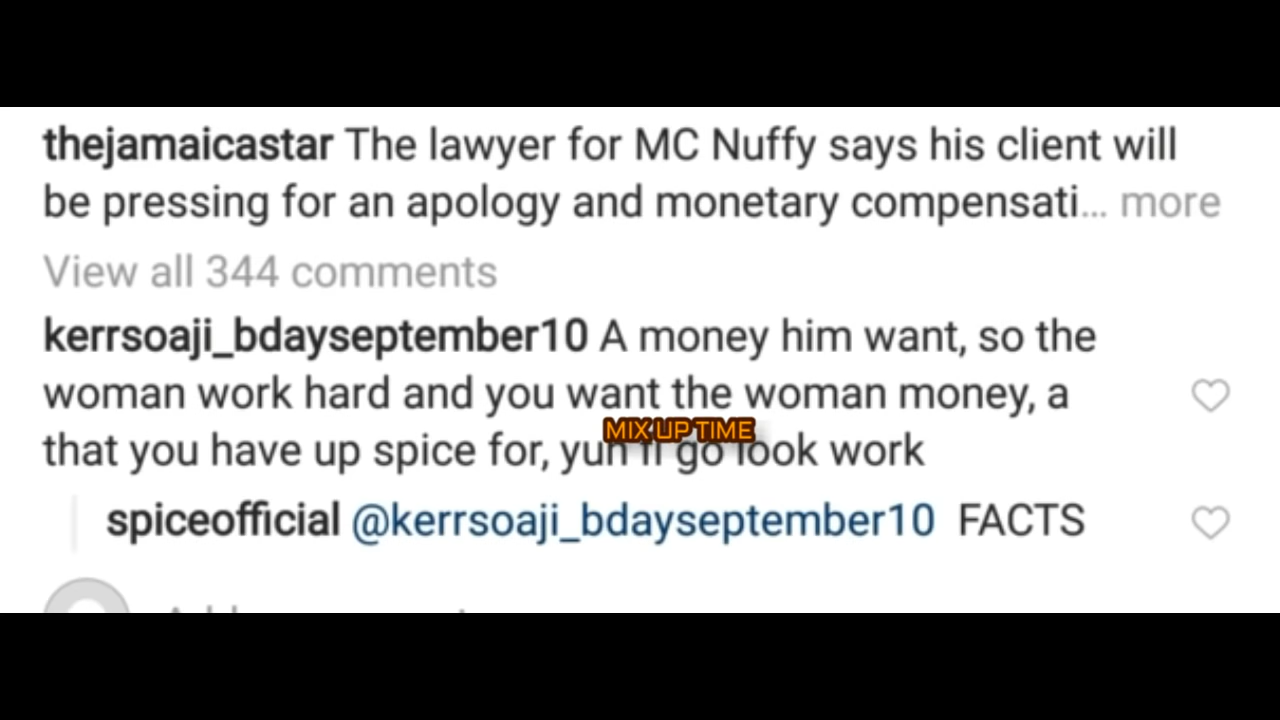 thejamaicastar The lawyer for MC Nuffy says his client will
be pressing for an apology and monetary compensati... more
View all 344 comments
kerrsoaji_bdayseptember10 A money him want, so the
woman work hard and you want the woman money, a
MIX UP TIME
that you have up spice for, go look work
spiceofficial @kerrsoaji_bdayseptember10 FACTS